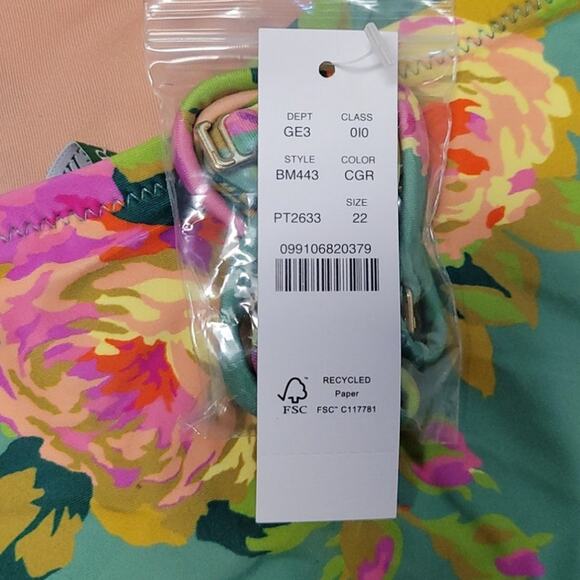 DEPT CLASS
GE3 0I0
STYLE COLOR
BM443 CGR
SIZE
PT2633 22
099106820379
FSC
RECYCLED
Paper
FSC™ C117781